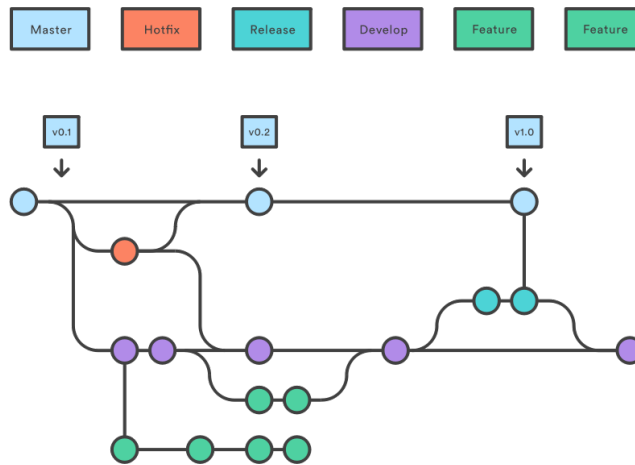 Master
Hotfix
Release
Develop
Feature
Feature
v0.1
v0.2
v1.0